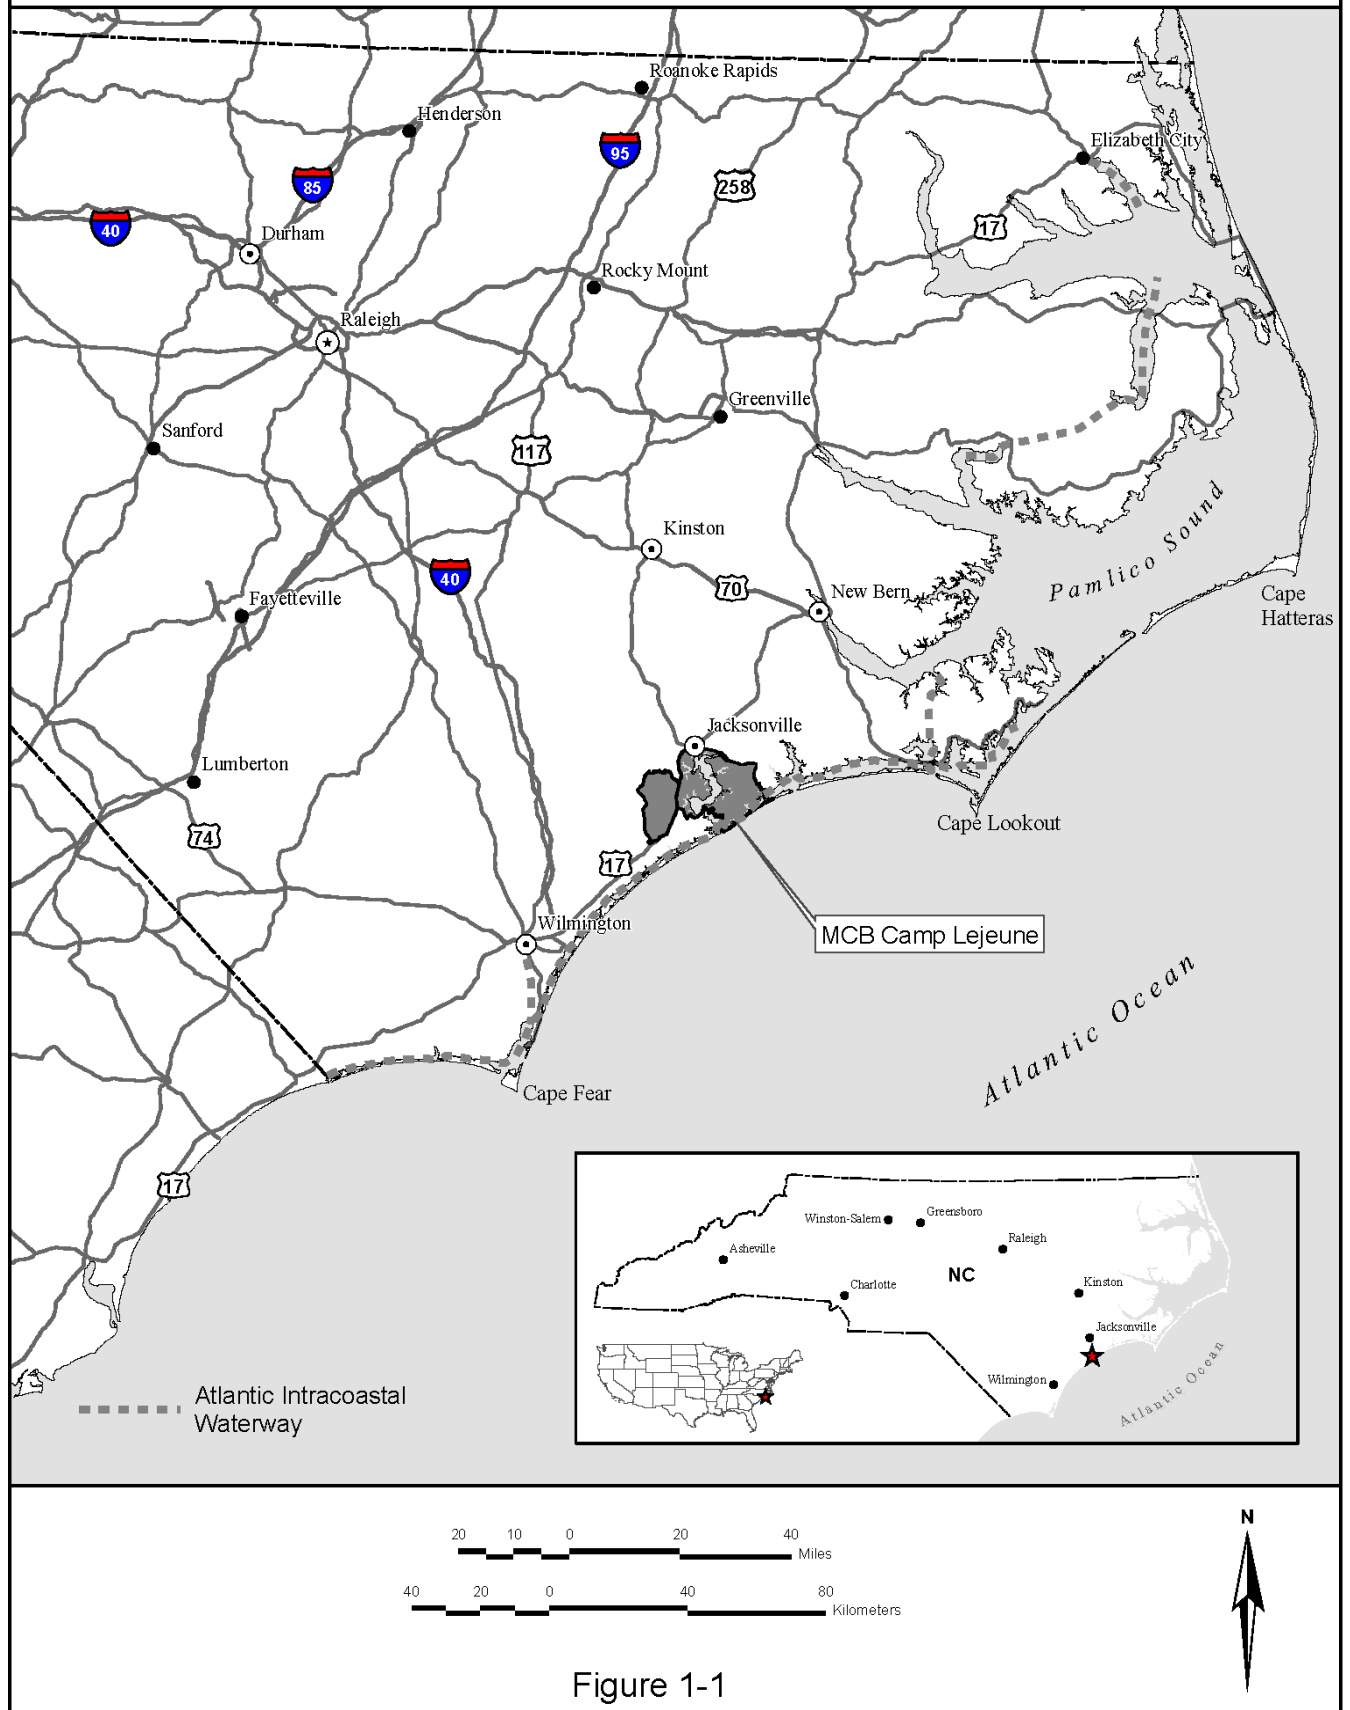 Roanoke Rapids
Henderson
95
Elizabeth City
85
258
40
17
Durham
Rocky Mount
Raleigh
Greenville
Sanford
117
Pamlico Sound
Kinston
40
70
New Bern
Cape
Hatteras
Fayetteville
Jacksonville
Lumberton
Cape Lookout
74
17
Wilmington
MCB Camp Lejeune
Atlantic Ocean
Cape Fear
17
Winston-Salem
Greensboro
Raleigh
Asheville
NC
Charlotte
Kinston
Jacksonville
Wilmington
Atlantic Ocean
Atlantic Intracoastal
Waterway
20 10 0 20 40
Miles
40 20 0 40 80
Kilometers
N
Figure 1-1